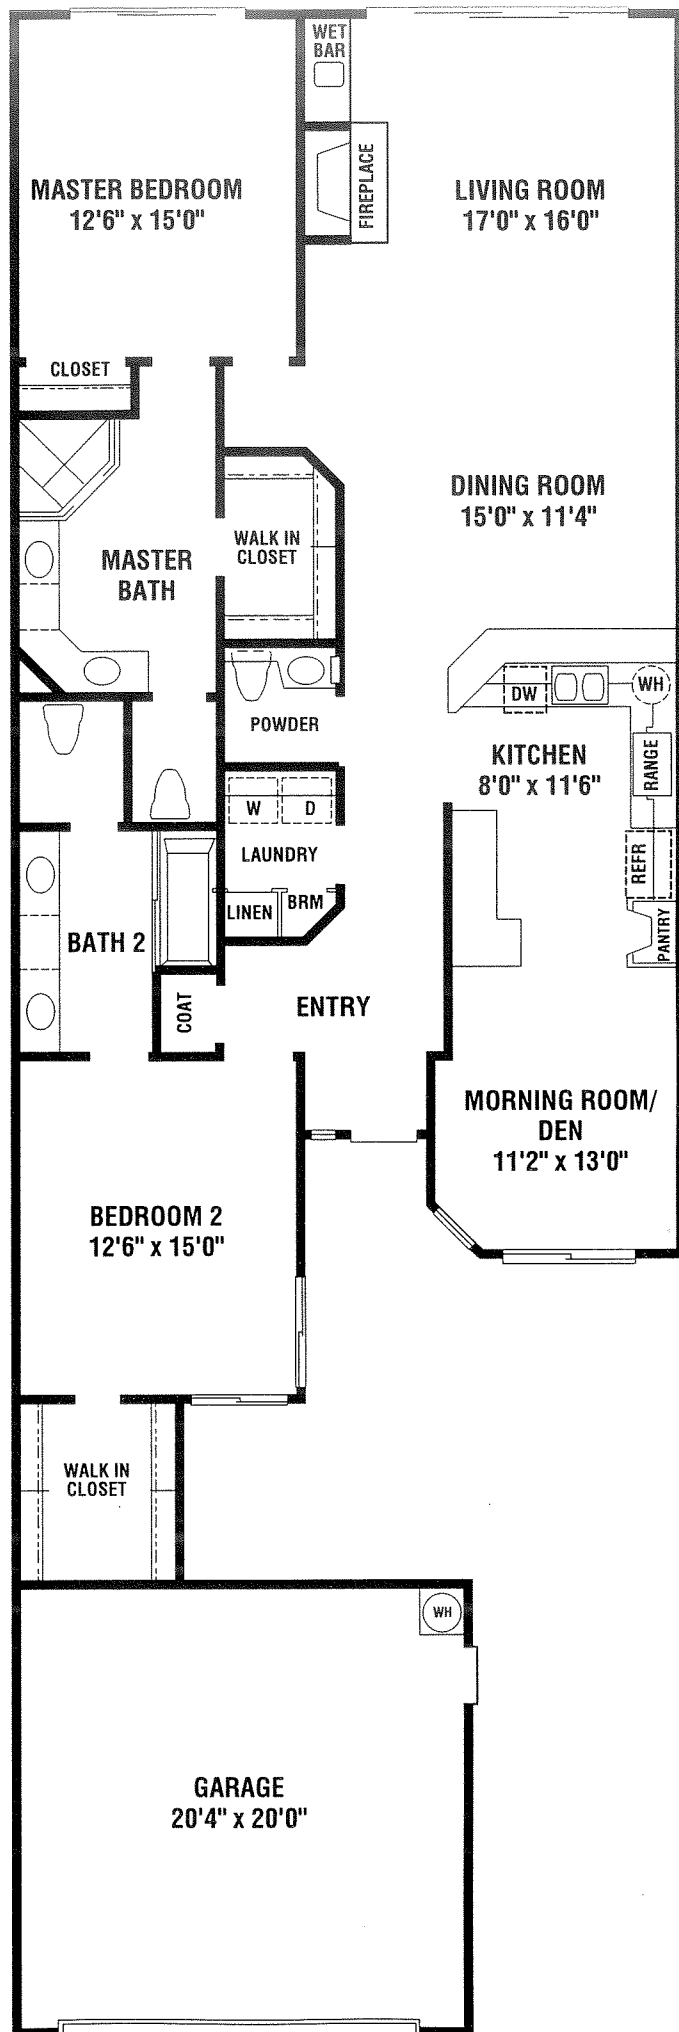 WET
BAR
FIREPLACE
MASTER BEDROOM
12'6" x 15'0"
LIVING ROOM
17'0" x 16'0"
CLOSET
DINING ROOM
15'0" x 11'4"
WALK IN
CLOSET
MASTER
BATH
DW
WH
POWDER
KITCHEN
8'0" x 11'6"
RANGE
W
D
LAUNDRY
REFR
LINEN
BRM
PANTRY
BATH 2
COAT
ENTRY
MORNING ROOM/
DEN
11'2" x 13'0"
BEDROOM 2
12'6" x 15'0"
WALK IN
CLOSET
WH
GARAGE
20'4" x 20'0"